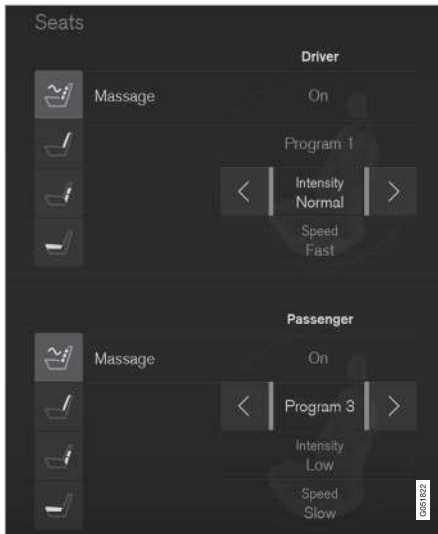 Seats
Driver
Massage On
Program 1
Intensity
Normal
Speed
Fast
Passenger
Massage On
Program 3
Intensity
Low
Speed
Slow
G051822